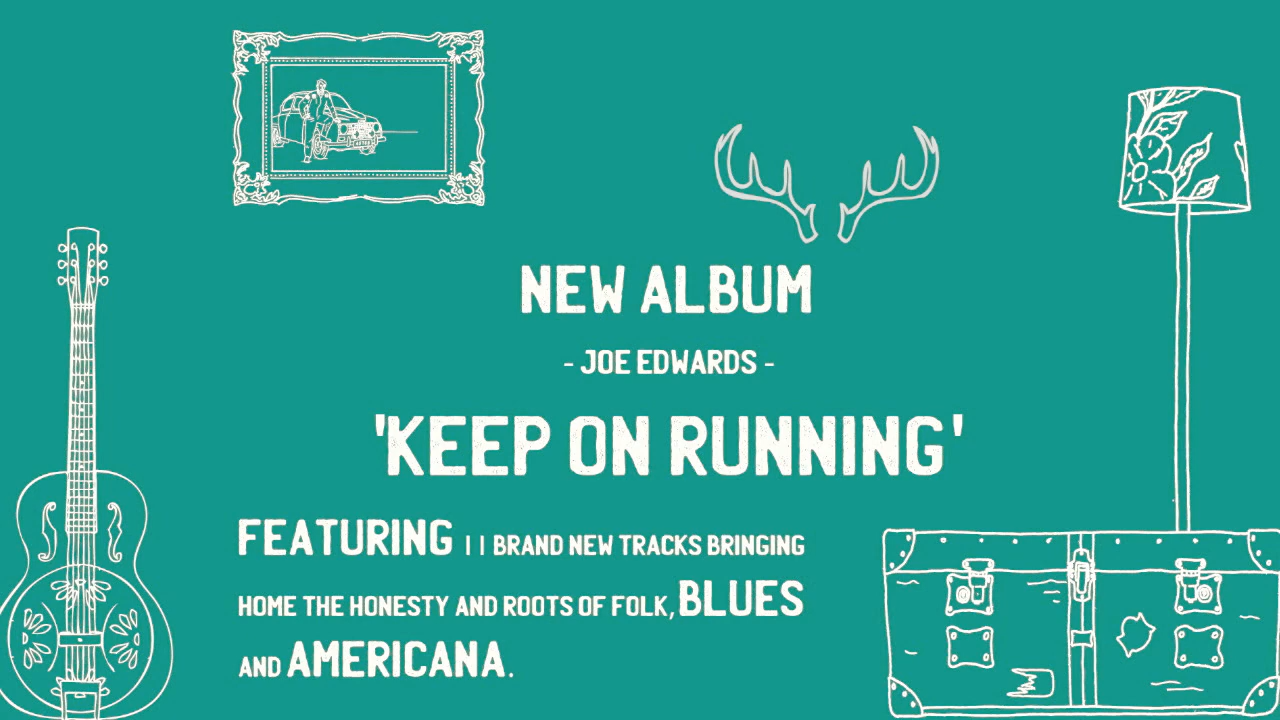 NEW ALBUM
- JOE EDWARDS -
'KEEP ON RUNNING'
FEATURING 11 BRAND NEW TRACKS BRINGING
HOME THE HONESTY AND ROOTS OF FOLK, BLUES
AND AMERICANA.